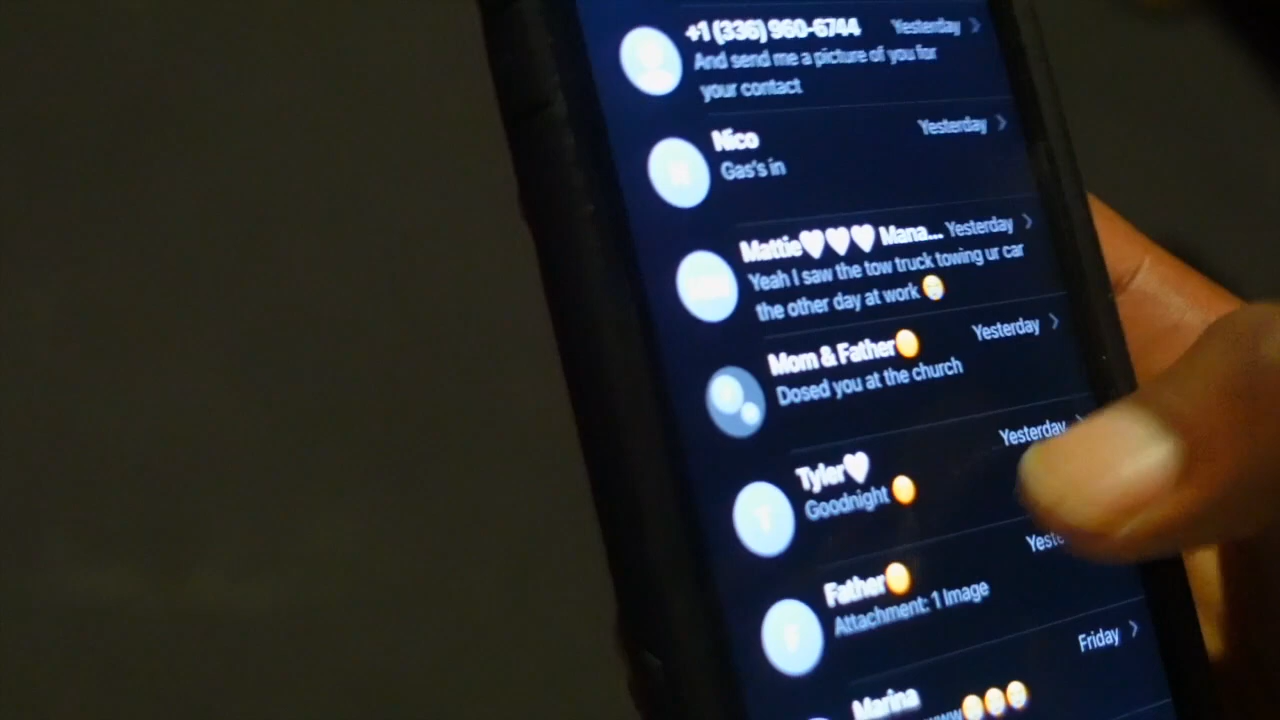 +1 (336) 960-6744 Yesterday
And send me a picture of you for
your contact
Nico Yesterday
Gas's in
Mattie🤍🤍🤍 Mana... Yesterday
Yeah I saw the tow truck towing ur car
the other day at work
Mom & Father Yesterday
Dosed you at the church
Tyler🤍 Yesterday
Goodnight
Father Yeste
Attachment: 1 Image
Friday
Marina